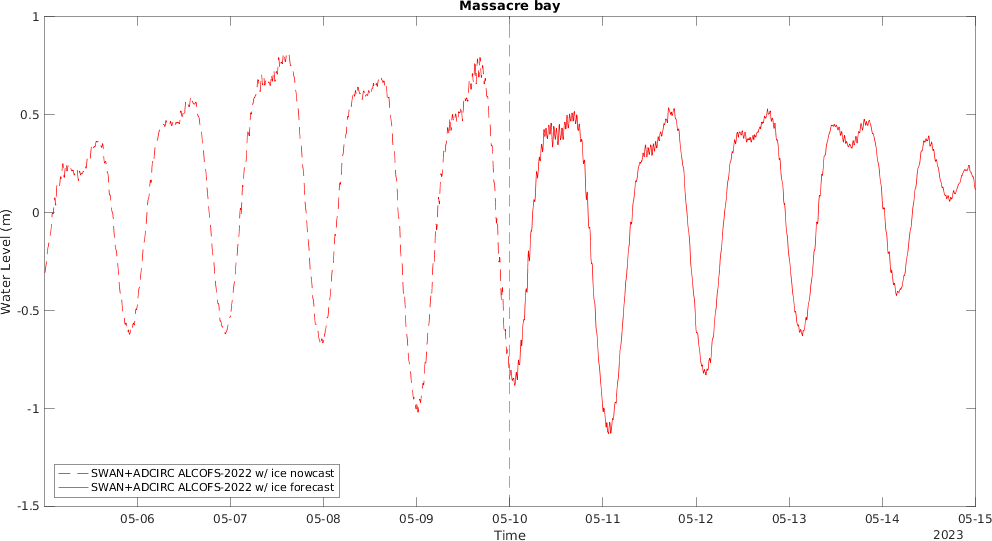 Massacre bay
1
0.5
0
-0.5
-1
-1.5
Water Level (m)
SWAN+ADCIRC ALCOFS-2022 w/ ice nowcast
SWAN+ADCIRC ALCOFS-2022 w/ ice forecast
05-06 05-07 05-08 05-09 05-10 05-11 05-12 05-13 05-14 05-15
Time
2023